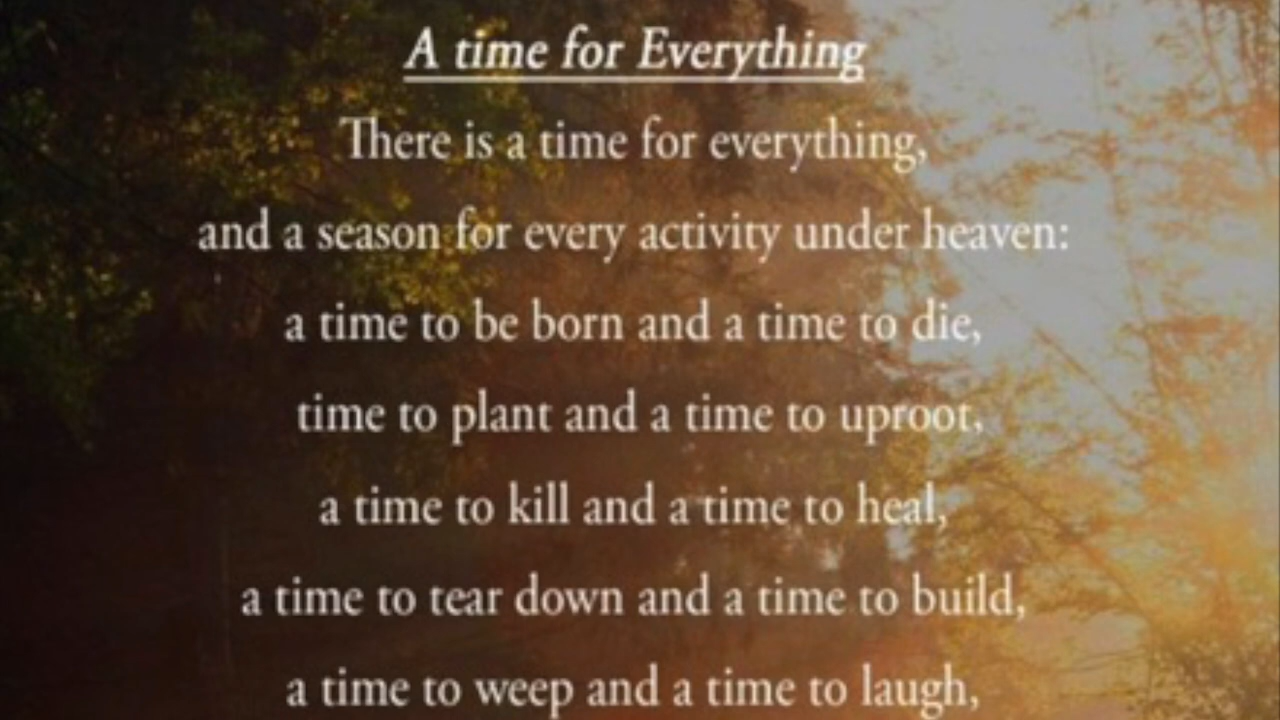 A time for Everything
There is a time for everything,
and a season for every activity under heaven:
a time to be born and a time to die,
time to plant and a time to uproot,
a time to kill and a time to heal,
a time to tear down and a time to build,
a time to weep and a time to laugh,